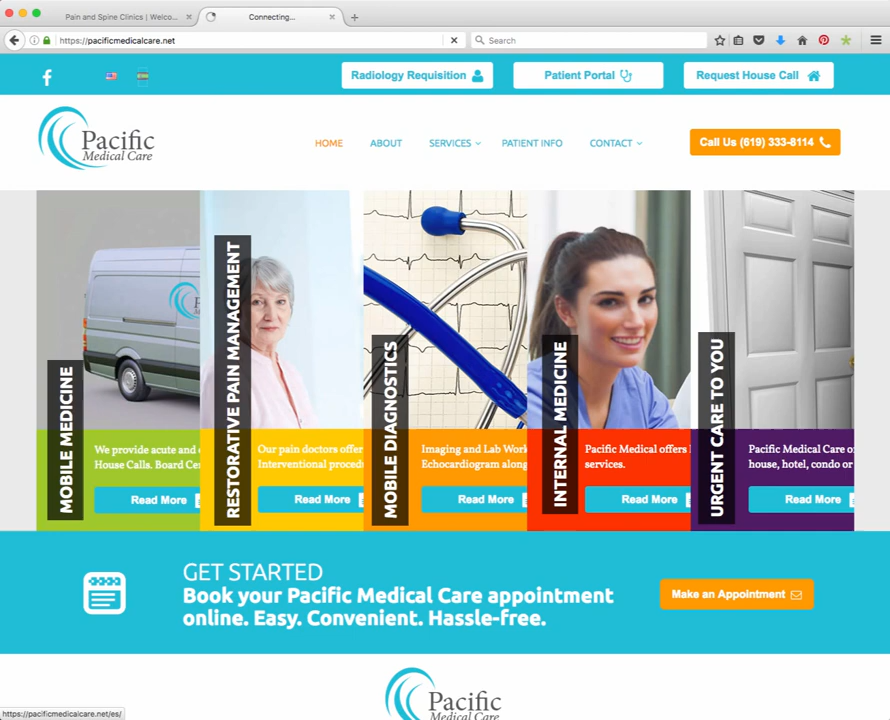 Pain and Spine Clinics | Welco...
Connecting...
https://pacificmedicalcare.net
Search
Radiology Requisition
Patient Portal
Request House Call
Pacific
Medical Care
HOME
ABOUT
SERVICES
PATIENT INFO
CONTACT
Call Us (619) 333-8114
MOBILE MEDICINE
We provide acute and
House Calls. Board Cer
Read More
RESTORATIVE PAIN MANAGEMENT
Our pain doctors offer
Interventional proced
Read More
MOBILE DIAGNOSTICS
Imaging and Lab Work
Echocardiogram along
Read More
INTERNAL MEDICINE
Pacific Medical offers
services.
Read More
URGENT CARE TO YOU
Pacific Medical Care
house, hotel, condo or
Read More
GET STARTED
Book your Pacific Medical Care appointment
online. Easy. Convenient. Hassle-free.
Make an Appointment
Pacific
Medical Care
https://pacificmedicalcare.net/es/